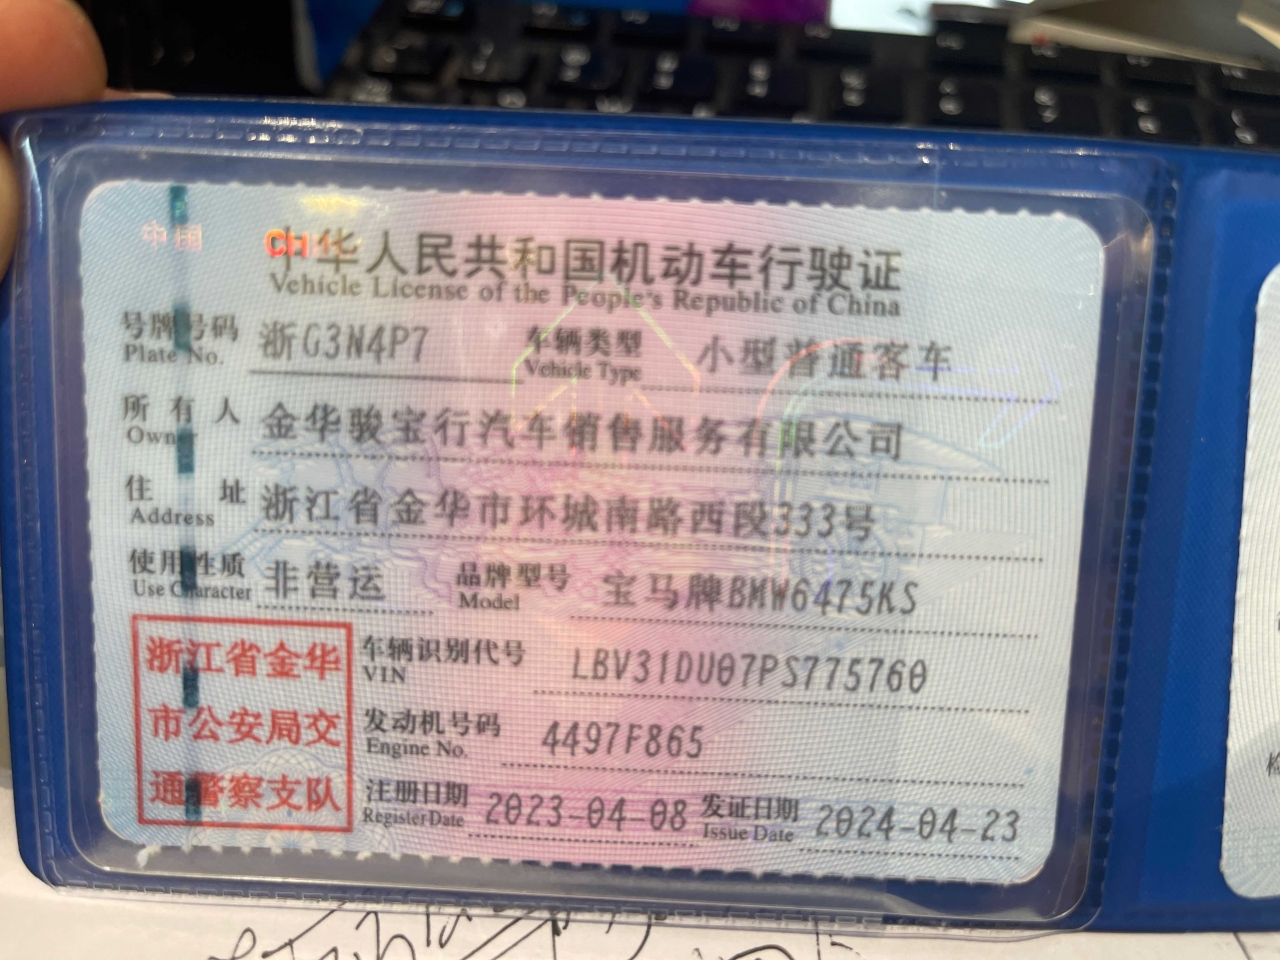 中国 CHINA
中华人民共和国机动车行驶证
Vehicle License of the People's Republic of China
号牌号码 浙G3N4P7 车辆类型 小型普通客车
Plate No. Vehicle Type
所有人 金华骏宝行汽车销售服务有限公司
Owner
住址 浙江省金华市环城南路西段333号
Address
使用性质 非营运 品牌型号 宝马牌BMW6475KS
Use Character Model
浙江省金华
市公安局交
通警察支队
车辆识别代号 LBV31DU07PS775760
VIN
发动机号码 4497F865
Engine No.
注册日期 2023-04-08 发证日期 2024-04-23
Register Date Issue Date